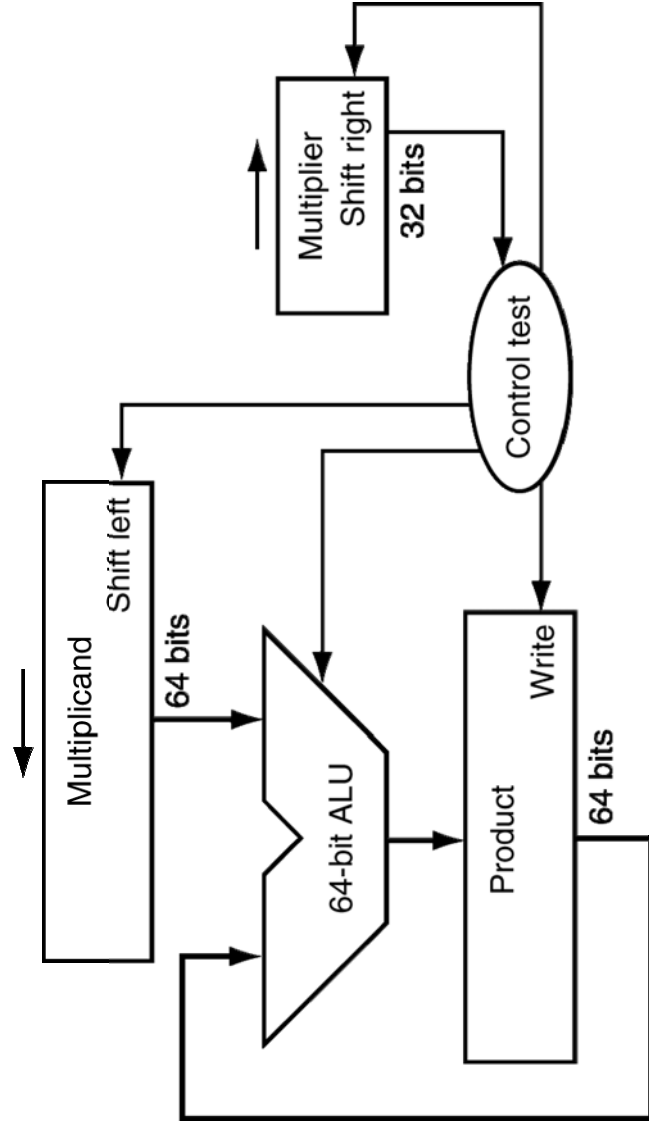 Multiplicand
Shift left
64 bits
64-bit ALU
Product
Write
64 bits
Multiplier
Shift right
32 bits
Control test